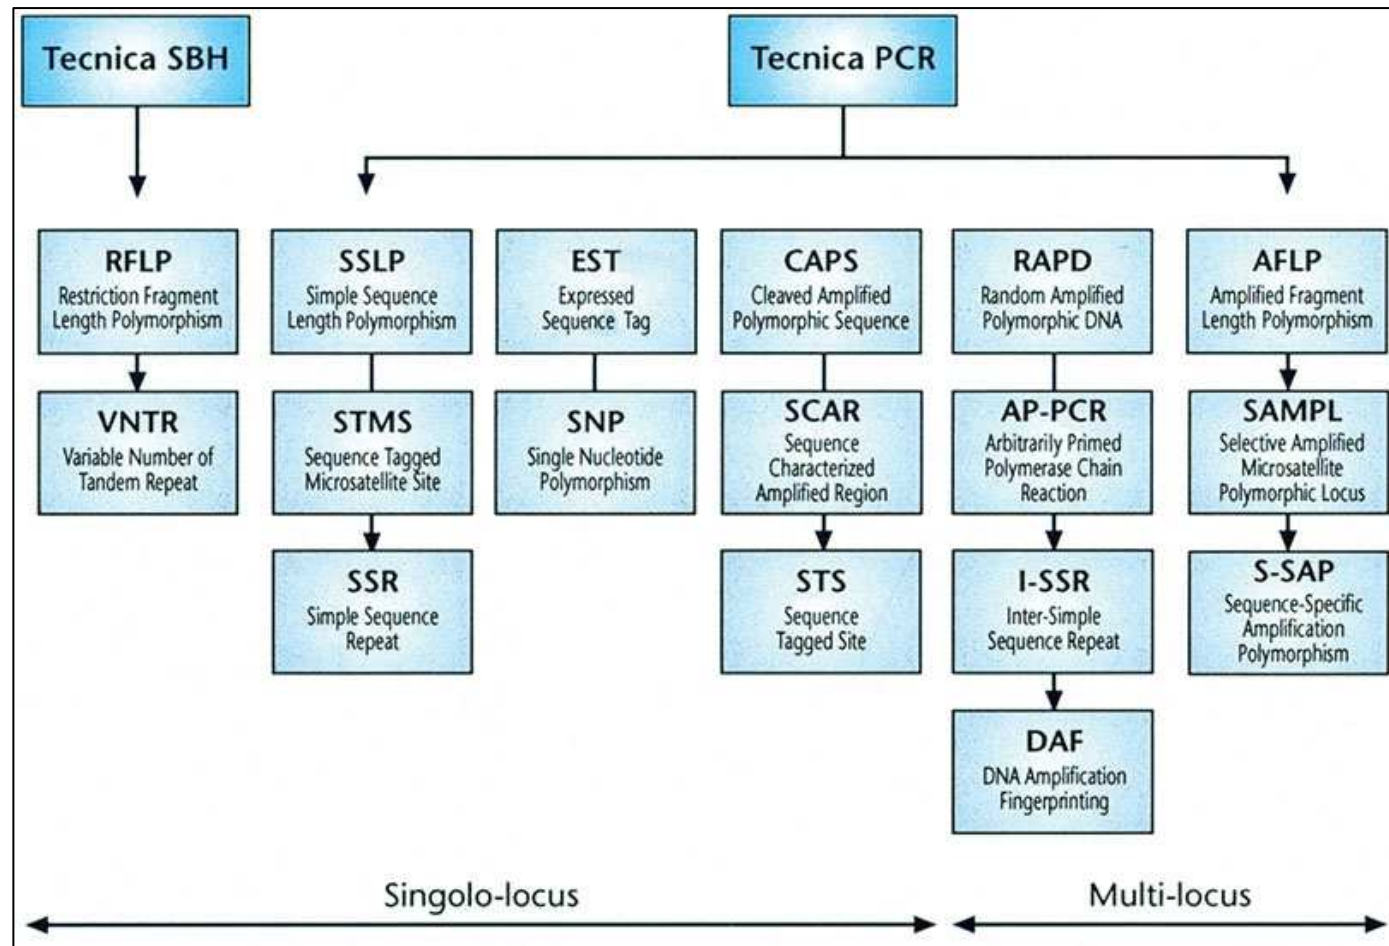 Tecnica SBH
Tecnica PCR
RFLP
Restriction Fragment
Length Polymorphism
SSLP
Simple Sequence
Length Polymorphism
EST
Expressed
Sequence Tag
CAPS
Cleaved Amplified
Polymorphic Sequence
RAPD
Random Amplified
Polymorphic DNA
AFLP
Amplified Fragment
Length Polymorphism
VNTR
Variable Number of
Tandem Repeat
STMS
Sequence Tagged
Microsatellite Site
SNP
Single Nucleotide
Polymorphism
SCAR
Sequence
Characterized
Amplified Region
AP-PCR
Arbitrarily Primed
Polymerase Chain
Reaction
SAMPL
Selective Amplified
Microsatellite
Polymorphic Locus
SSR
Simple Sequence
Repeat
STS
Sequence
Tagged Site
I-SSR
Inter-Simple
Sequence Repeat
S-SAP
Sequence-Specific
Amplification
Polymorphism
DAF
DNA Amplification
Fingerprinting
Singolo-locus
Multi-locus